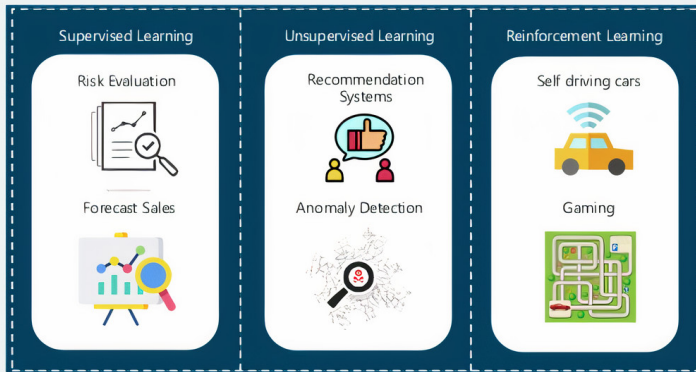 Supervised Learning
Unsupervised Learning
Reinforcement Learning
Risk Evaluation
Forecast Sales
Recommendation
Systems
Anomaly Detection
Self driving cars
Gaming
P